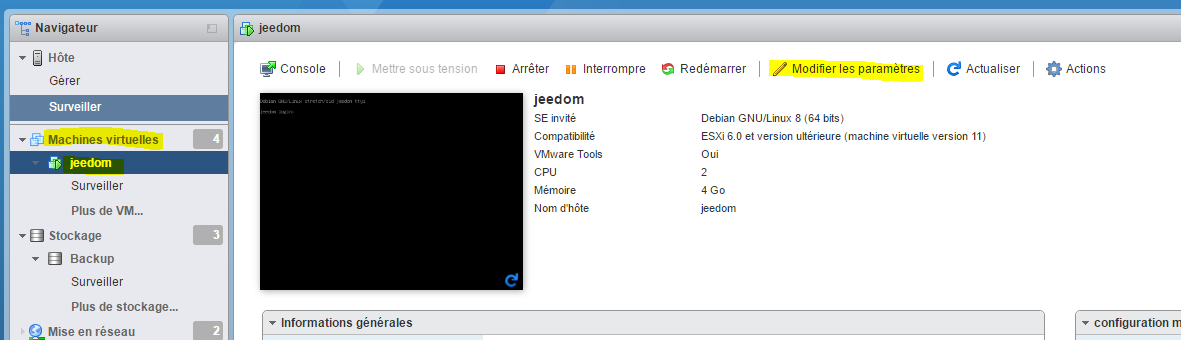 Navigateur
Hôte
Gérer
Surveiller
Machines virtuelles 4
jeedom
Surveiller
Plus de VM...
Stockage 3
Backup
Surveiller
Plus de stockage...
Mise en réseau 2
jeedom
Console Mettre sous tension Arrêter Interrompre Redémarrer Modifier les paramètres Actualiser Actions
Debian GNU/Linux stretch/sid jeedom tty1
jeedom login:
jeedom
SE invité Debian GNU/Linux 8 (64 bits)
Compatibilité ESXi 6.0 et version ultérieure (machine virtuelle version 11)
VMware Tools Oui
CPU 2
Mémoire 4 Go
Nom d'hôte jeedom
Informations générales
configuration m